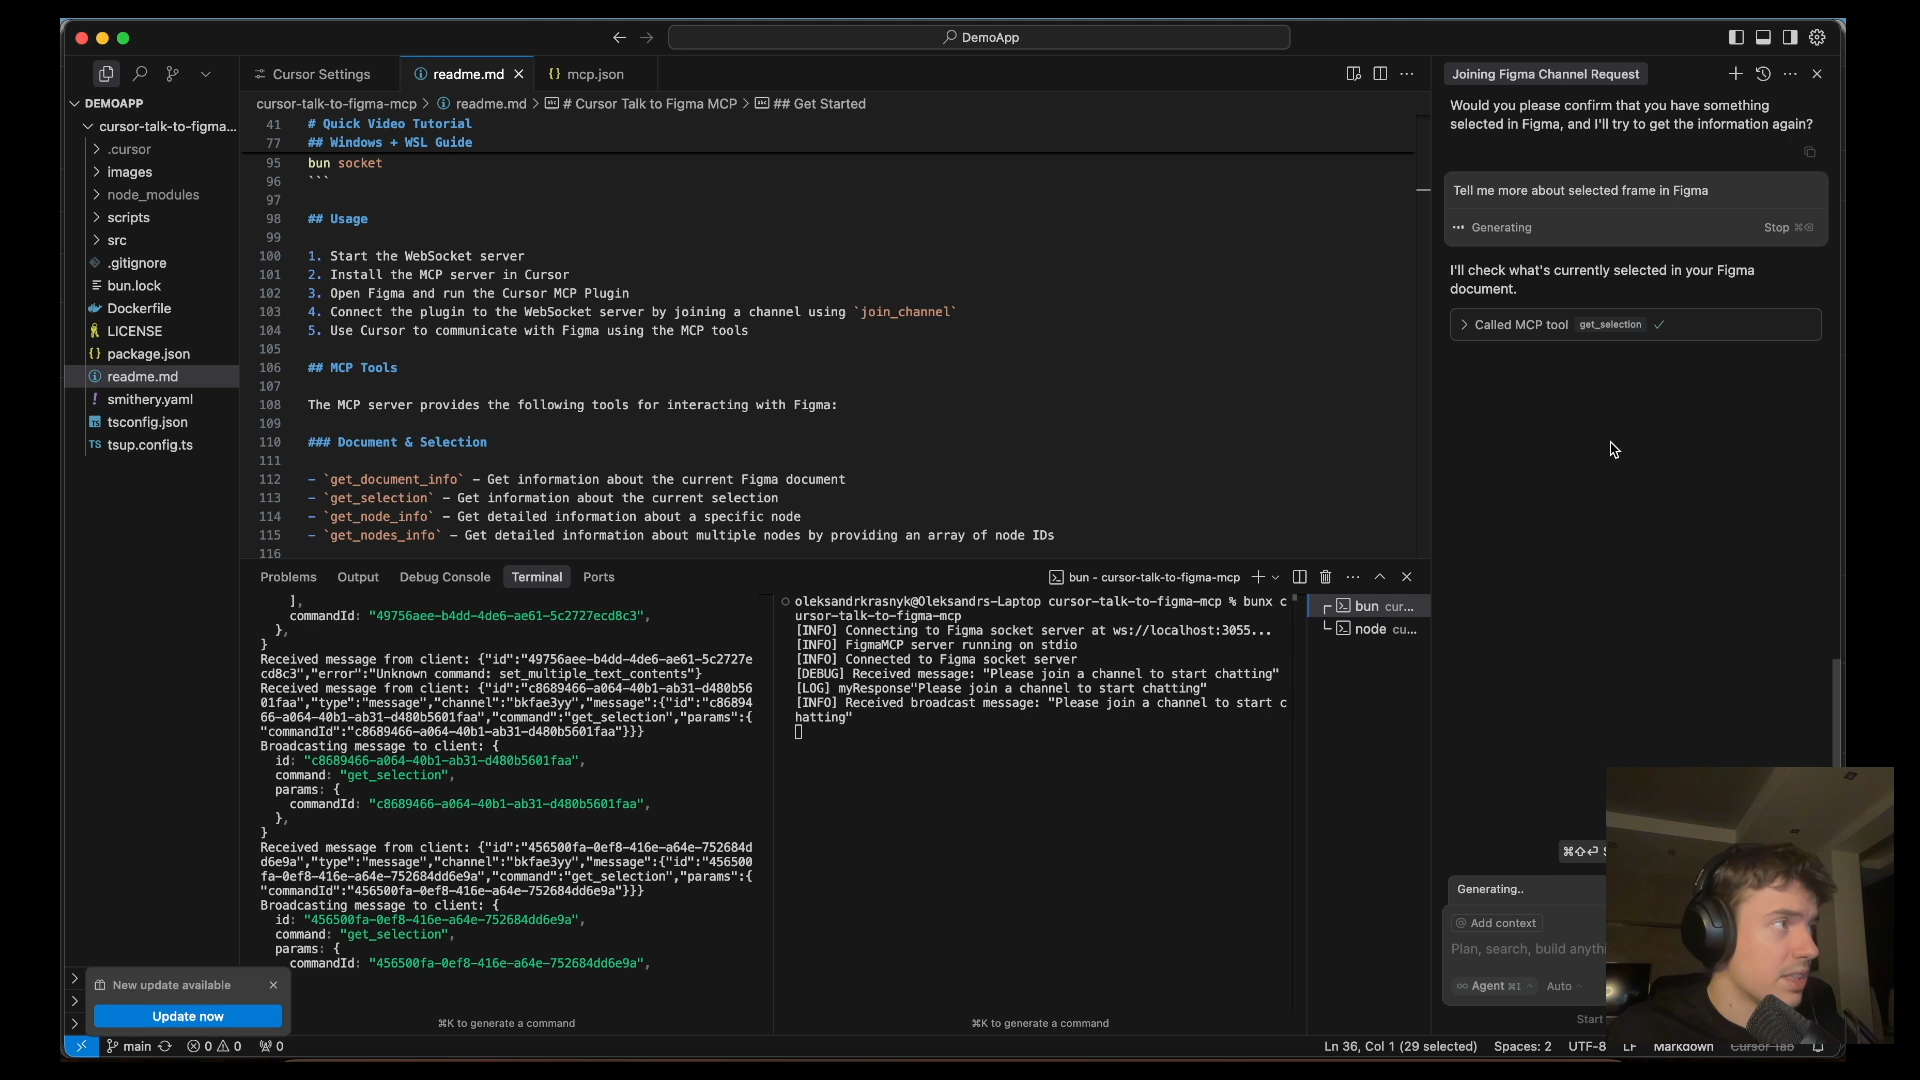 DemoApp
Cursor Settings
readme.md
mcp.json
Joining Figma Channel Request
DEMOAPP
cursor-talk-to-figma...
.cursor
images
node_modules
scripts
src
.gitignore
bun.lock
Dockerfile
LICENSE
package.json
readme.md
smithery.yaml
tsconfig.json
TS tsup.config.ts
cursor-talk-to-figma-mcp > readme.md > # Cursor Talk to Figma MCP > ## Get Started
41 # Quick Video Tutorial
77 ## Windows + WSL Guide
95 bun socket
96 ```
97
98 ## Usage
99
100 1. Start the WebSocket server
101 2. Install the MCP server in Cursor
102 3. Open Figma and run the Cursor MCP Plugin
103 4. Connect the plugin to the WebSocket server by joining a channel using `join_channel`
104 5. Use Cursor to communicate with Figma using the MCP tools
105
106 ## MCP Tools
107
108 The MCP server provides the following tools for interacting with Figma:
109
110 ### Document & Selection
111
112 - `get_document_info` - Get information about the current Figma document
113 - `get_selection` - Get information about the current selection
114 - `get_node_info` - Get detailed information about a specific node
115 - `get_nodes_info` - Get detailed information about multiple nodes by providing an array of node IDs
116
Problems Output Debug Console Terminal Ports
bun - cursor-talk-to-figma-mcp
],
commandId: "49756aee-b4dd-4de6-ae61-5c2727ecd8c3",
},
}
Received message from client: {"id":"49756aee-b4dd-4de6-ae61-5c2727e
cd8c3","error":"Unknown command: set_multiple_text_contents"}
Received message from client: {"id":"c8689466-a064-40b1-ab31-d480b56
01faa","type":"message","channel":"bkfae3yy","message":{"id":"c86894
66-a064-40b1-ab31-d480b5601faa","command":"get_selection","params":{
"commandId":"c8689466-a064-40b1-ab31-d480b5601faa"}}}
Broadcasting message to client: {
id: "c8689466-a064-40b1-ab31-d480b5601faa",
command: "get_selection",
params: {
commandId: "c8689466-a064-40b1-ab31-d480b5601faa",
},
}
Received message from client: {"id":"456500fa-0ef8-416e-a64e-752684d
d6e9a","type":"message","channel":"bkfae3yy","message":{"id":"456500
fa-0ef8-416e-a64e-752684dd6e9a","command":"get_selection","params":{
"commandId":"456500fa-0ef8-416e-a64e-752684dd6e9a"}}}
Broadcasting message to client: {
id: "456500fa-0ef8-416e-a64e-752684dd6e9a",
command: "get_selection",
params: {
commandId: "456500fa-0ef8-416e-a64e-752684dd6e9a",
⌘K to generate a command
oleksandrkrasnyk@Oleksandrs-Laptop cursor-talk-to-figma-mcp % bunx c
ursor-talk-to-figma-mcp
[INFO] Connecting to Figma socket server at ws://localhost:3055...
[INFO] FigmaMCP server running on stdio
[INFO] Connected to Figma socket server
[DEBUG] Received message: "Please join a channel to start chatting"
[LOG] myResponse"Please join a channel to start chatting"
[INFO] Received broadcast message: "Please join a channel to start c
hatting"
⌘K to generate a command
bun cur...
node cu...
Would you please confirm that you have something
selected in Figma, and I'll try to get the information again?
Tell me more about selected frame in Figma
Generating
Stop ⌘⌫
I'll check what's currently selected in your Figma
document.
Called MCP tool get_selection
⌘⇧⏎
Generating..
@ Add context
Plan, search, build anythi
Agent ⌘I
Auto
Start
New update available
Update now
main
0 0
0
Ln 36, Col 1 (29 selected) Spaces: 2 UTF-8 LF Markdown Cursor Tab